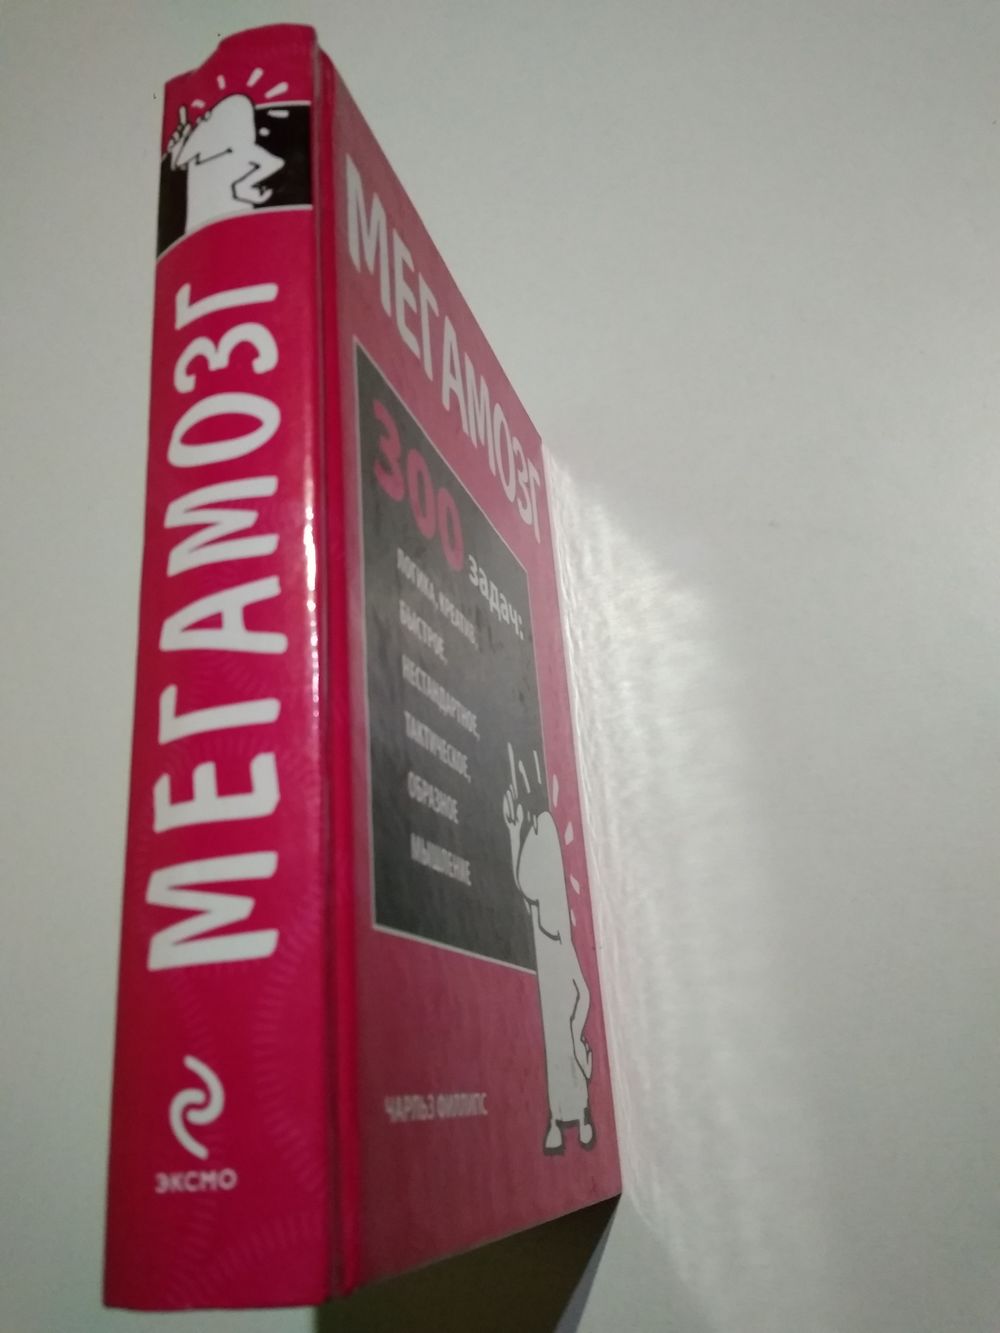 МЕГАМОЗГ
ЭКСМО
МЕГАМОЗГ
300 задач:
ЛОГИКА, КРЕАТИВ,
БЫСТРОЕ,
НЕСТАНДАРТНОЕ,
ТАКТИЧЕСКОЕ,
ОБРАЗНОЕ
МЫШЛЕНИЕ
ЧАРЛЬЗ ФИЛЛИПС